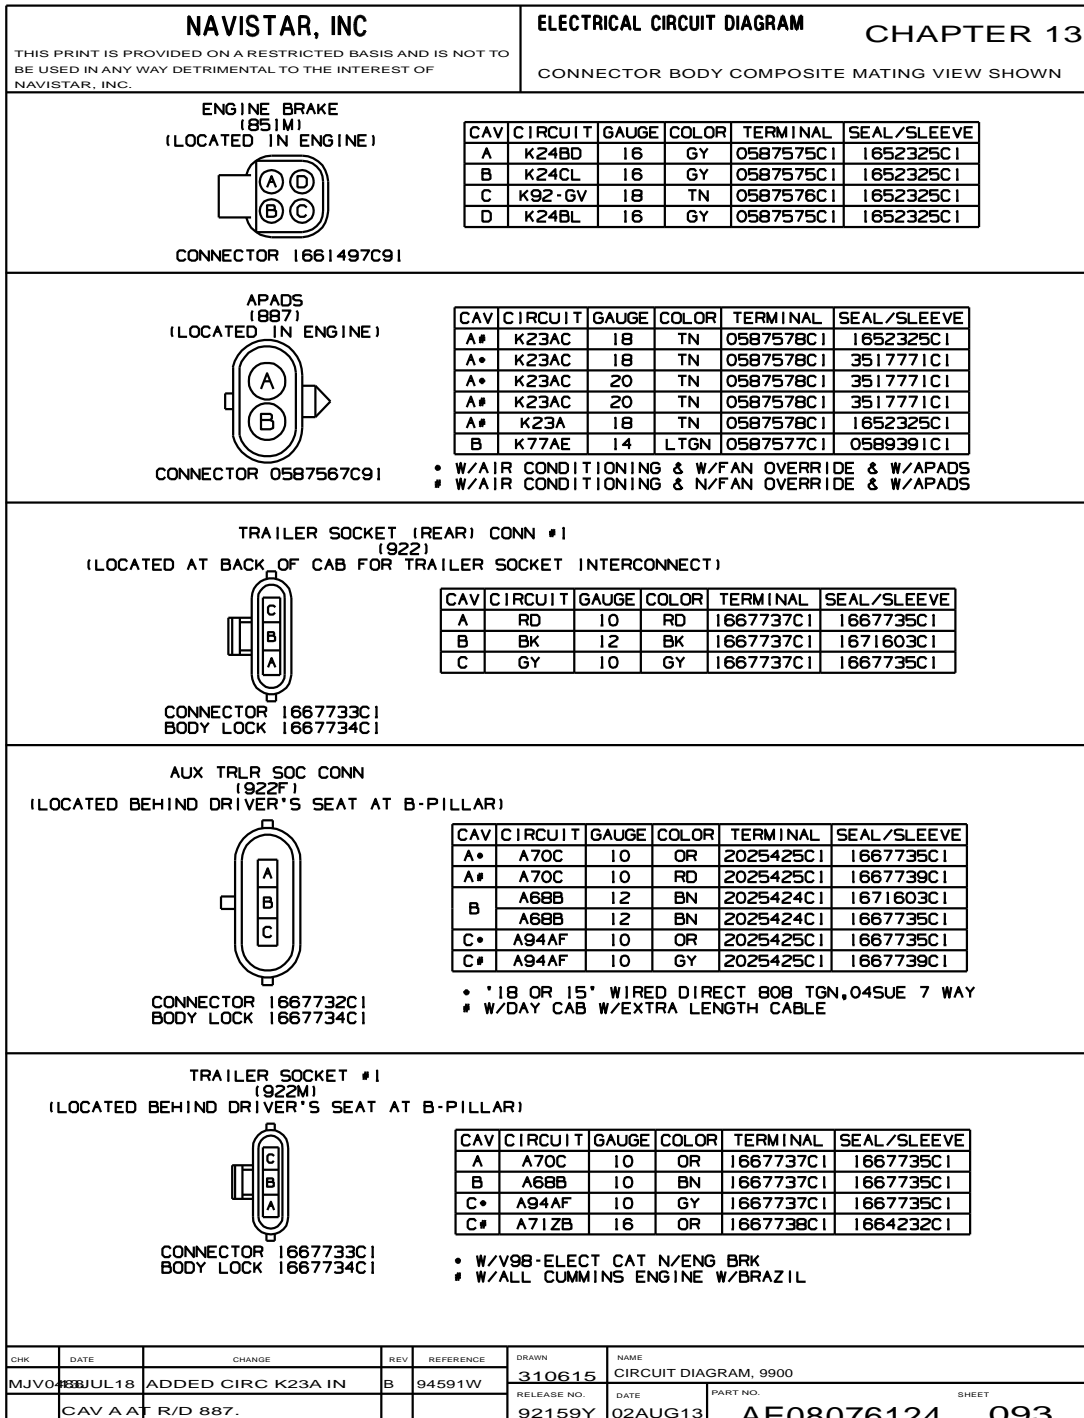 NAVISTAR, INC
THIS PRINT IS PROVIDED ON A RESTRICTED BASIS AND IS NOT TO
BE USED IN ANY WAY DETRIMENTAL TO THE INTEREST OF
NAVISTAR, INC.
ELECTRICAL CIRCUIT DIAGRAM
CHAPTER 13
CONNECTOR BODY COMPOSITE MATING VIEW SHOWN
ENGINE BRAKE
(851M)
(LOCATED IN ENGINE)
A D
B C
CONNECTOR 1661497C91
CAV CIRCUIT GAUGE COLOR TERMINAL SEAL/SLEEVE
A K24BD 16 GY 0587575C1 1652325C1
B K24CL 16 GY 0587575C1 1652325C1
C K92-GV 18 TN 0587576C1 1652325C1
D K24BL 16 GY 0587575C1 1652325C1
APADS
(887)
(LOCATED IN ENGINE)
A
B
CONNECTOR 0587567C91
CAV CIRCUIT GAUGE COLOR TERMINAL SEAL/SLEEVE
A# K23AC 18 TN 0587578C1 1652325C1
A* K23AC 18 TN 0587578C1 3517771C1
A* K23AC 20 TN 0587578C1 3517771C1
A# K23AC 20 TN 0587578C1 3517771C1
A# K23A 18 TN 0587578C1 1652325C1
B K77AE 14 LTGN 0587577C1 0589391C1
* W/AIR CONDITIONING & W/FAN OVERRIDE & W/APADS
# W/AIR CONDITIONING & N/FAN OVERRIDE & W/APADS
TRAILER SOCKET (REAR) CONN #1
(922)
(LOCATED AT BACK OF CAB FOR TRAILER SOCKET INTERCONNECT)
C
B
A
CONNECTOR 1667733C1
BODY LOCK 1667734C1
CAV CIRCUIT GAUGE COLOR TERMINAL SEAL/SLEEVE
A RD 10 RD 1667737C1 1667735C1
B BK 12 BK 1667737C1 1671603C1
C GY 10 GY 1667737C1 1667735C1
AUX TRLR SOC CONN
(922F)
(LOCATED BEHIND DRIVER'S SEAT AT B-PILLAR)
A
B
C
CONNECTOR 1667732C1
BODY LOCK 1667734C1
CAV CIRCUIT GAUGE COLOR TERMINAL SEAL/SLEEVE
A* A70C 10 OR 2025425C1 1667735C1
A# A70C 10 RD 2025425C1 1667739C1
B A68B 12 BN 2025424C1 1671603C1
A68B 12 BN 2025424C1 1667735C1
C* A94AF 10 OR 2025425C1 1667735C1
C# A94AF 10 GY 2025425C1 1667739C1
* '18 OR 15' WIRED DIRECT 808 TGN,04SUE 7 WAY
# W/DAY CAB W/EXTRA LENGTH CABLE
TRAILER SOCKET #1
(922M)
(LOCATED BEHIND DRIVER'S SEAT AT B-PILLAR)
C
B
A
CONNECTOR 1667733C1
BODY LOCK 1667734C1
CAV CIRCUIT GAUGE COLOR TERMINAL SEAL/SLEEVE
A A70C 10 OR 1667737C1 1667735C1
B A68B 10 BN 1667737C1 1667735C1
C* A94AF 10 GY 1667737C1 1667735C1
C# A71ZB 16 OR 1667738C1 1664232C1
* W/V98-ELECT CAT N/ENG BRK
# W/ALL CUMMINS ENGINE W/BRAZIL
CHK DATE CHANGE REV REFERENCE
ADDED CIRC K23A IN B 94591W
CAV A AT R/D 887.
DRAWN 310615
NAME CIRCUIT DIAGRAM, 9900
RELEASE NO. 92159Y
DATE 02AUG13
PART NO. AE08076124
SHEET 093